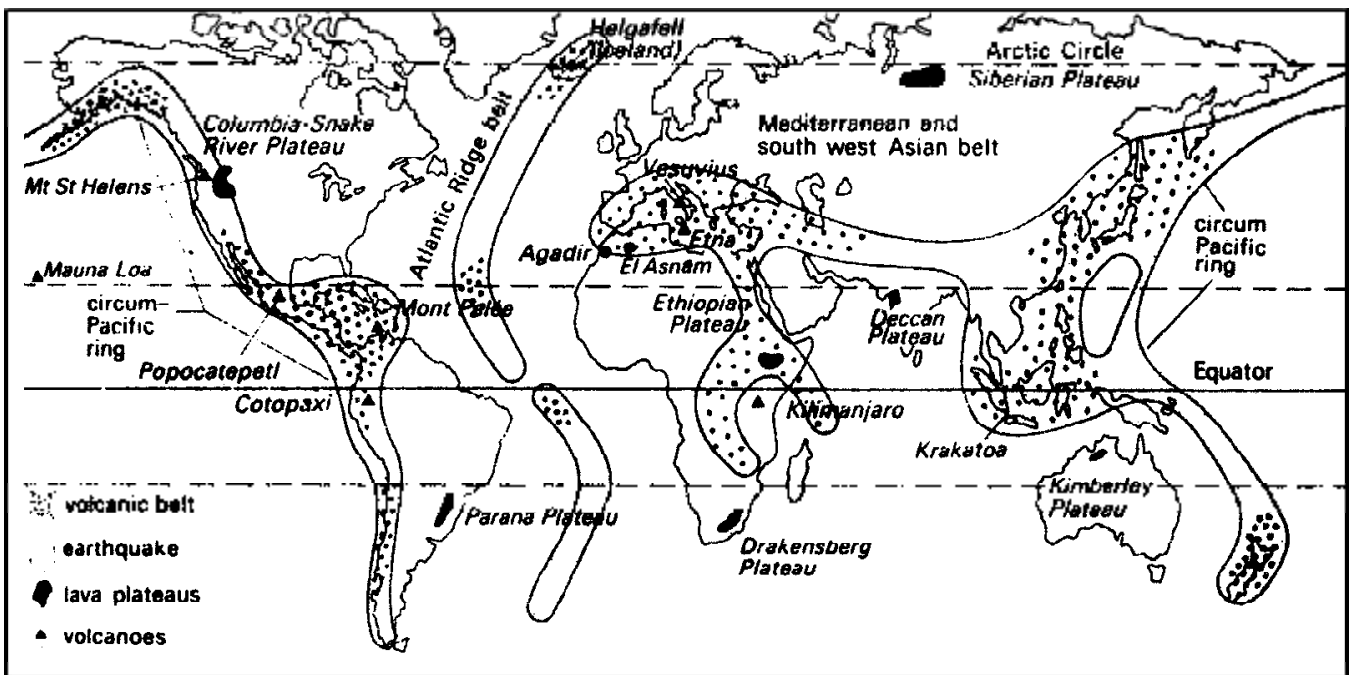 Helgafell
(Iceland)
Arctic Circle
Siberian Plateau
Columbia-Snake
River Plateau
Atlantic Ridge belt
Mediterranean and
south west Asian belt
Mt St Helens
Vesuvius
circum
Pacific
ring
Agadir
Etna
El Asnam
Mauna Loa
circum-
Pacific
ring
Mont Pelée
Ethiopian
Plateau
Deccan
Plateau
Popocatepetl
Equator
Cotopaxi
Kilimanjaro
Krakatoa
Kimberley
Plateau
Parana Plateau
Drakensberg
Plateau
volcanic belt
earthquake
lava plateaus
volcanoes